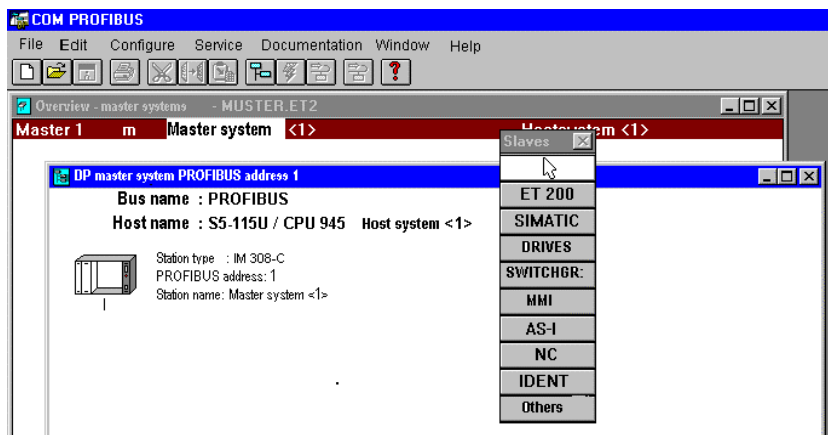 COM PROFIBUS
File Edit Configure Service Documentation Window Help
Overview - master systems - MUSTER.ET2
Master 1 m Master system <1> Hostsystem <1>
Slaves
DP master system PROFIBUS address 1
Bus name : PROFIBUS
Host name : S5-115U / CPU 945 Host system <1>
Station type : IM 308-C
PROFIBUS address: 1
Station name: Master system <1>
ET 200
SIMATIC
DRIVES
SWITCHGR:
MMI
AS-I
NC
IDENT
Others